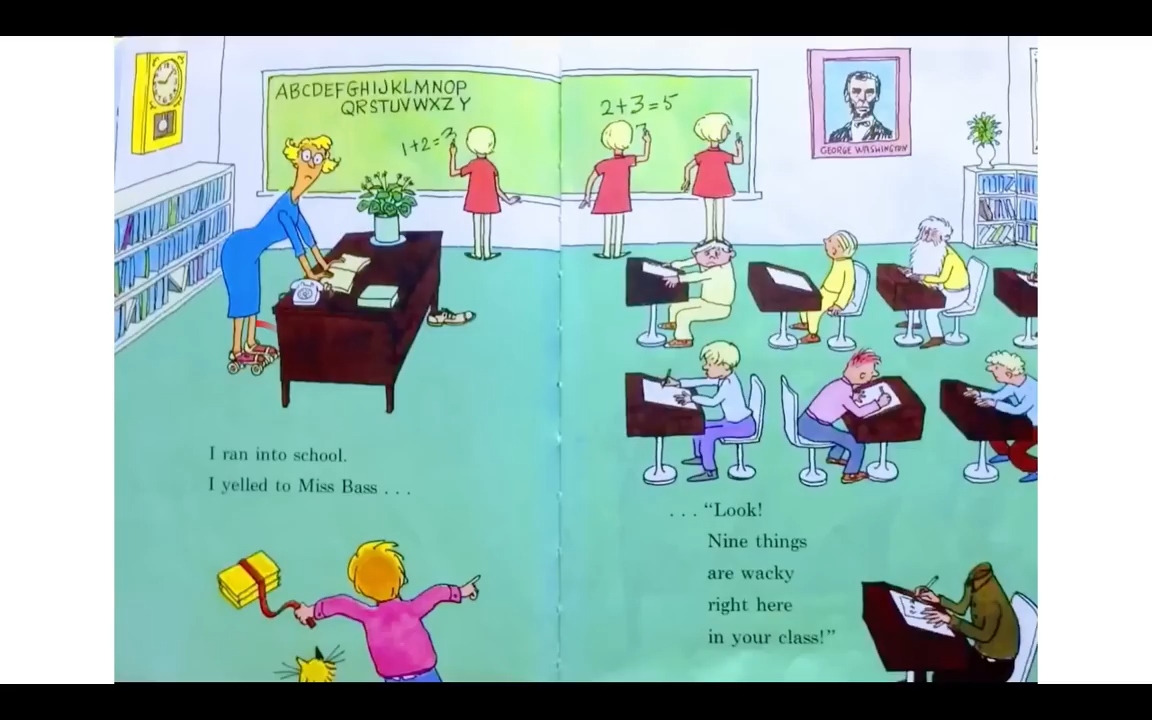 ABCDEFGHIJKLMNOP
QRSTUVWXZY
1+2=3
2+3=5
GEORGE WASHINGTON
I ran into school.
I yelled to Miss Bass . . .
. . . “Look!
Nine things
are wacky
right here
in your class!”